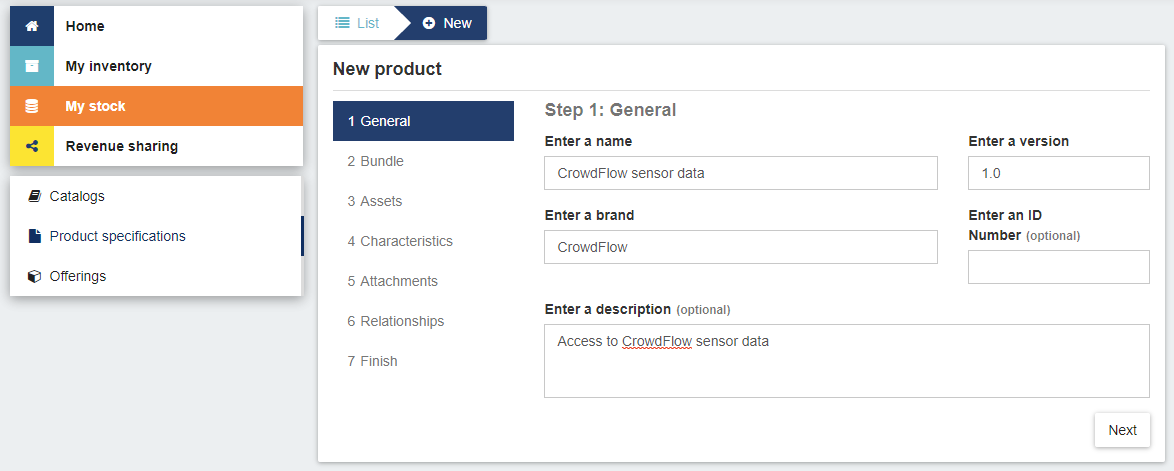 Home
My inventory
My stock
Revenue sharing
Catalogs
Product specifications
Offerings
List
New
New product
1 General
2 Bundle
3 Assets
4 Characteristics
5 Attachments
6 Relationships
7 Finish
Step 1: General
Enter a name
CrowdFlow sensor data
Enter a version
1.0
Enter a brand
CrowdFlow
Enter an ID
Number (optional)
Enter a description (optional)
Access to CrowdFlow sensor data
Next